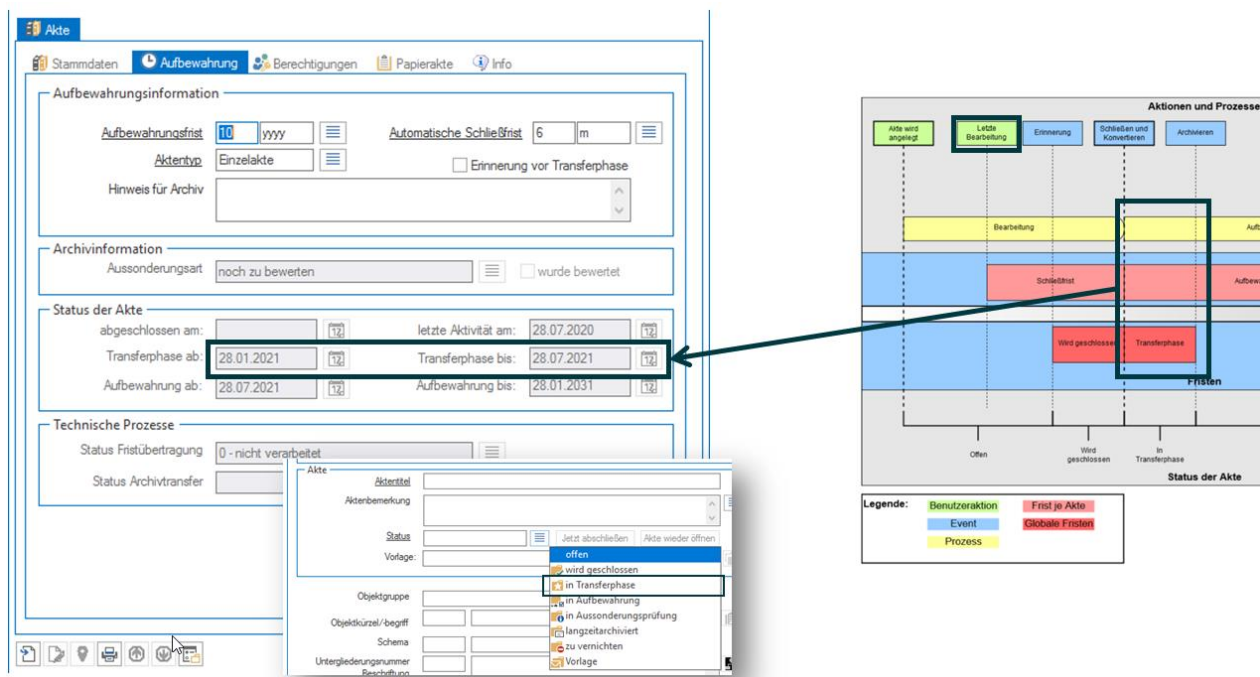 Akte
Stammdaten Aufbewahrung Berechtigungen Papierakte Info
Aufbewahrungsinformation
Aufbewahrungsfrist 10 yyyy Automatische Schließfrist 6 m
Aktentyp Einzelakte Erinnerung vor Transferphase
Hinweis für Archiv
Archivinformation
Aussonderungsart noch zu bewerten wurde bewertet
Status der Akte
abgeschlossen am: letzte Aktivität am: 28.07.2020
Transferphase ab: 28.01.2021 Transferphase bis: 28.07.2021
Aufbewahrung ab: 28.07.2021 Aufbewahrung bis: 28.01.2031
Technische Prozesse
Status Fristübertragung 0 - nicht verarbeitet
Status Archivtransfer
Akte
Aktentitel
Aktenbemerkung
Status Jetzt abschließen Akte wieder öffnen
Vorlage:
offen
wird geschlossen
in Transferphase
in Aufbewahrung
in Aussonderungsprüfung
langzeitarchiviert
zu vernichten
Vorlage
Objektgruppe
Objektkürzel/-begriff
Schema
Untergliederungsnummer
Beschriftung
Aktionen und Prozesse
Akte wird
angelegt
Letzte
Bearbeitung
Erinnerung
Schließen und
Konvertieren
Archivieren
Bearbeitung
Schließfrist
Wird geschlossen
Transferphase
Fristen
Offen
Wird
geschlossen
In
Transferphase
Status der Akte
Legende:
Benutzeraktion Frist je Akte
Event Globale Fristen
Prozess